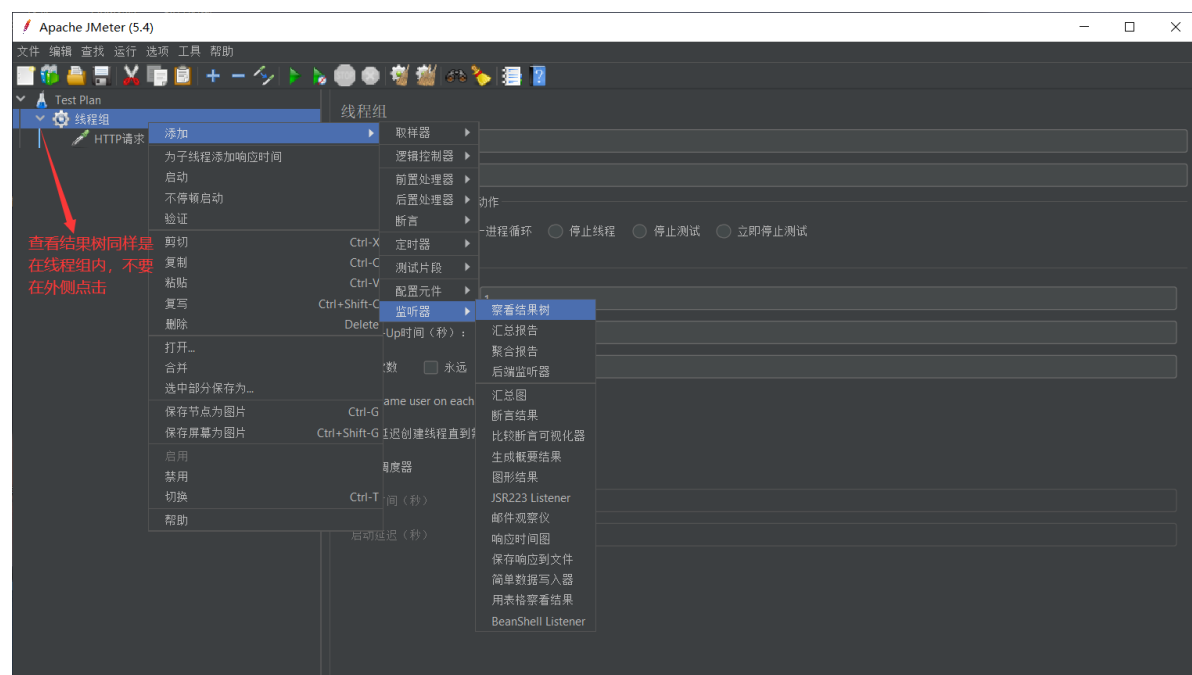 Apache JMeter (5.4)
文件 编辑 查找 运行 选项 工具 帮助
Test Plan
线程组
HTTP请求
查看结果树同样是
在线程组内，不要
在外侧点击
添加
为子线程添加响应时间
启动
不停顿启动
验证
剪切 Ctrl-X
复制 Ctrl-C
粘贴 Ctrl-V
复写 Ctrl+Shift-C
删除 Delete
打开...
合并
选中部分保存为...
保存节点为图片 Ctrl-G
保存屏幕为图片 Ctrl+Shift-G
启用
禁用
切换 Ctrl-T
帮助
取样器
逻辑控制器
前置处理器
后置处理器
断言
定时器
测试片段
配置元件
监听器
察看结果树
汇总报告
聚合报告
后端监听器
汇总图
断言结果
比较断言可视化器
生成概要结果
图形结果
JSR223 Listener
邮件观察仪
响应时间图
保存响应到文件
简单数据写入器
用表格察看结果
BeanShell Listener
线程组
动作
一进程循环 停止线程 停止测试 立即停止测试
1
-Up时间（秒）：
数 永远
ame user on each
延迟创建线程直到
调度器
间（秒）
启动延迟（秒）